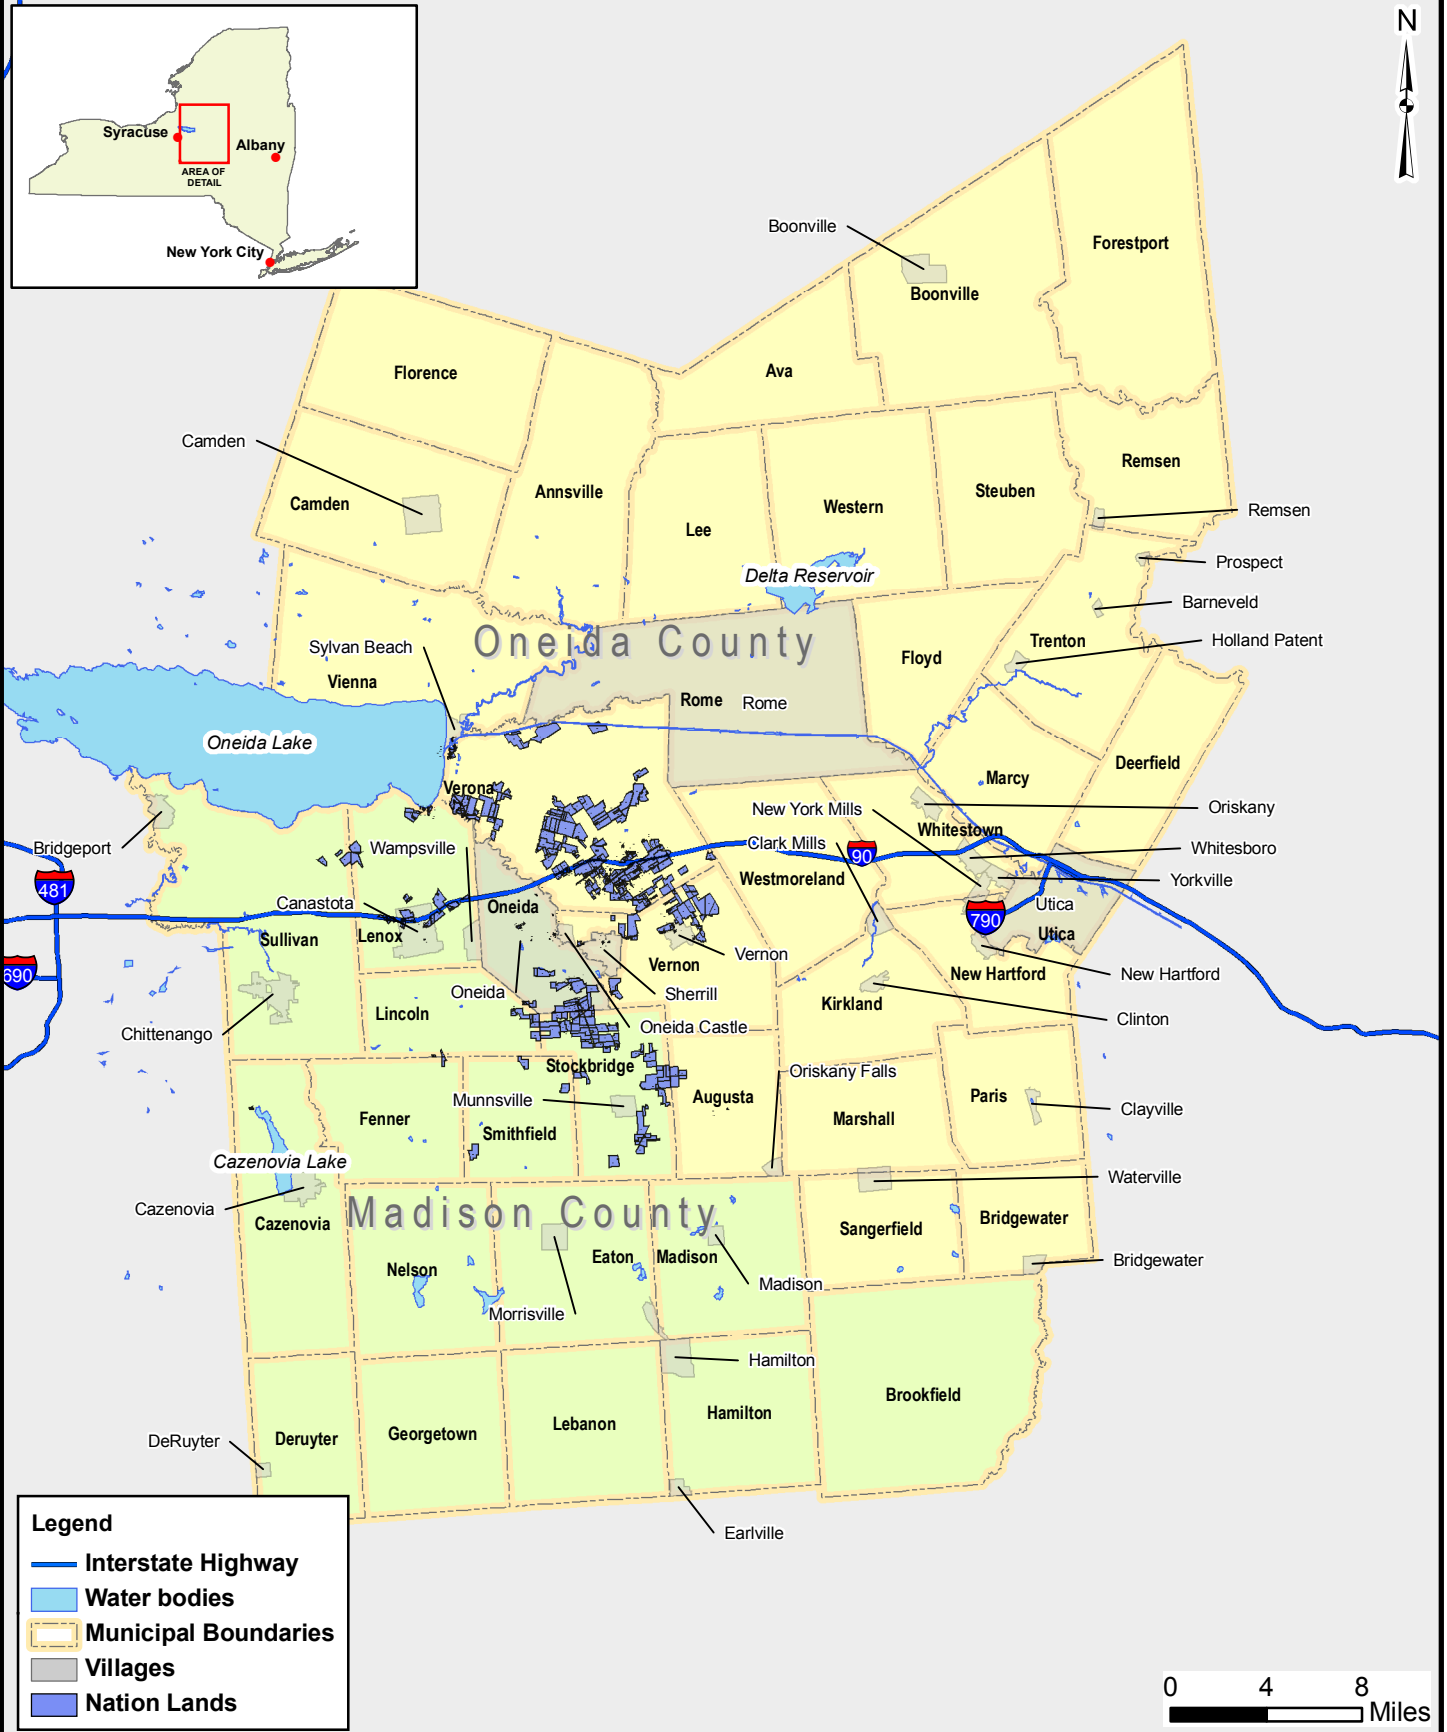 N
Syracuse
Albany
AREA OF
DETAIL
New York City
Boonville
Forestport
Boonville
Florence
Ava
Camden
Remsen
Camden
Annsville
Steuben
Western
Lee
Remsen
Prospect
Delta Reservoir
Barneveld
Oneida County
Trenton
Holland Patent
Sylvan Beach
Floyd
Vienna
Rome
Rome
Oneida Lake
Deerfield
Marcy
Verona
Oriskany
New York Mills
Whitestown
Bridgeport
Wampsville
Clark Mills
90
Whitesboro
481
Westmoreland
Yorkville
Canastota
Oneida
Utica
790
Lenox
Sullivan
Utica
Vernon
Vernon
690
New Hartford
New Hartford
Oneida
Sherrill
Kirkland
Lincoln
Clinton
Chittenango
Oneida Castle
Stockbridge
Oriskany Falls
Munnsville
Augusta
Paris
Clayville
Fenner
Marshall
Smithfield
Cazenovia Lake
Waterville
Cazenovia
Madison County
Cazenovia
Bridgewater
Sangerfield
Eaton
Madison
Bridgewater
Nelson
Madison
Morrisville
Hamilton
Brookfield
Hamilton
Lebanon
Georgetown
Deruyter
DeRuyter
Earlville
Legend
Interstate Highway
Water bodies
Municipal Boundaries
Villages
Nation Lands
0 4 8
Miles